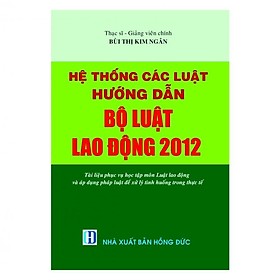 Thạc sĩ - Giảng viên chính
BÙI THỊ KIM NGÂN
HỆ THỐNG CÁC LUẬT
HƯỚNG DẪN
BỘ LUẬT
LAO ĐỘNG 2012
Tài liệu phục vụ học tập môn Luật lao động
và áp dụng pháp luật để xử lý tình huống trong thực tế
NHÀ XUẤT BẢN HỒNG ĐỨC